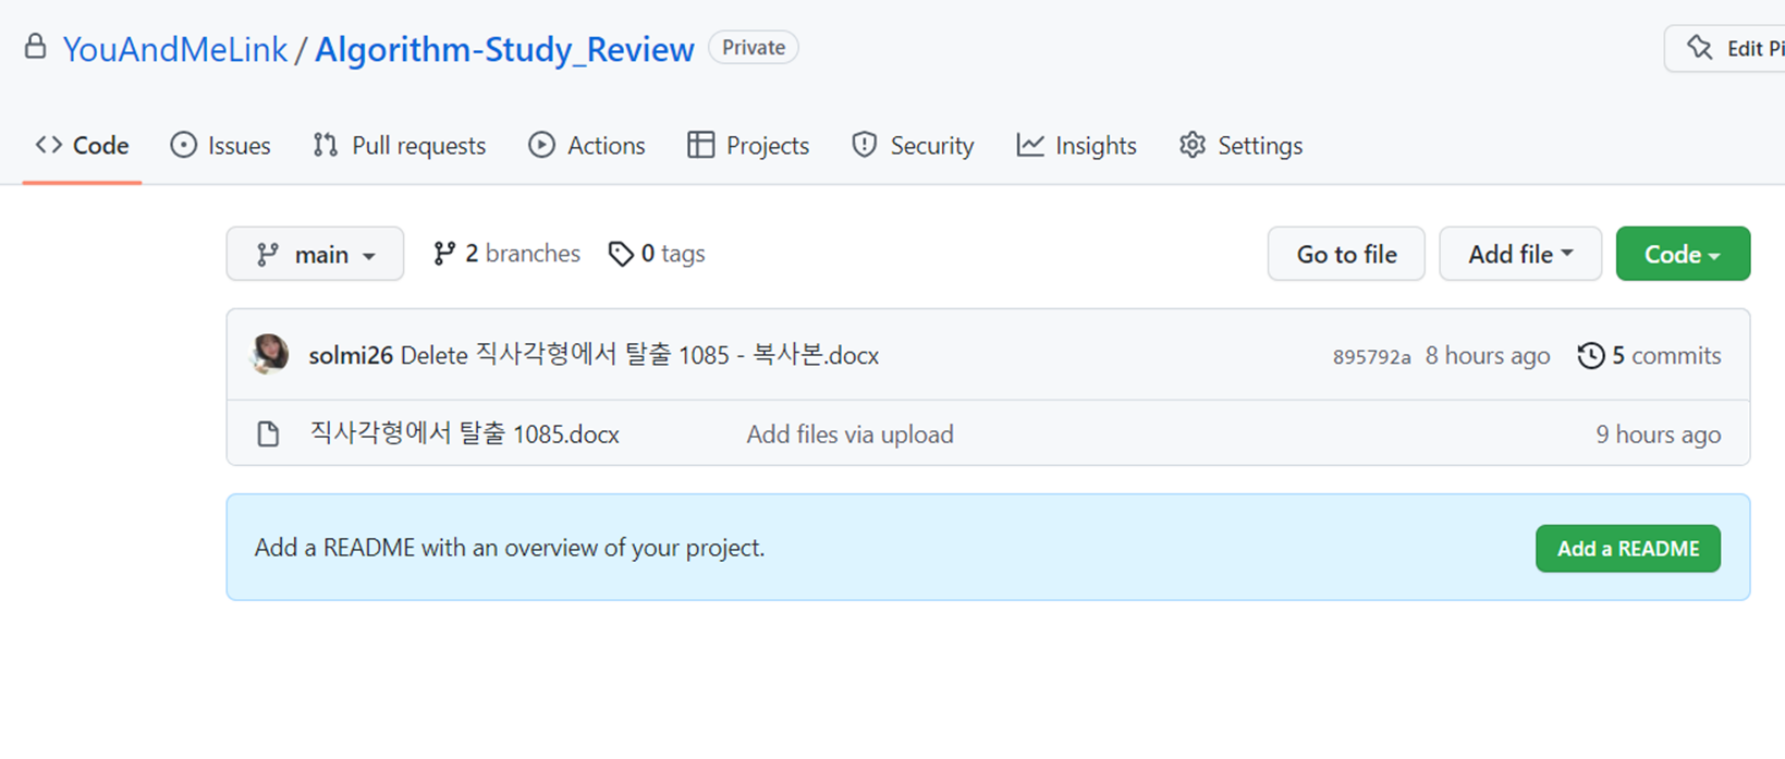 YouAndMeLink / Algorithm-Study_Review Private Edit Pi
Code Issues Pull requests Actions Projects Security Insights Settings
main 2 branches 0 tags Go to file Add file Code
solmi26 Delete 직사각형에서 탈출 1085 - 복사본.docx 895792a 8 hours ago 5 commits
직사각형에서 탈출 1085.docx Add files via upload 9 hours ago
Add a README with an overview of your project. Add a README